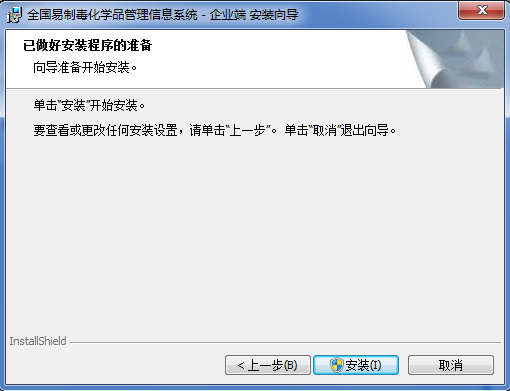 全国易制毒化学品管理信息系统 - 企业端 安装向导
已做好安装程序的准备
向导准备开始安装。
单击“安装”开始安装。
要查看或更改任何安装设置，请单击“上一步”。 单击“取消”退出向导。
InstallShield
< 上一步(B)
安装(I)
取消